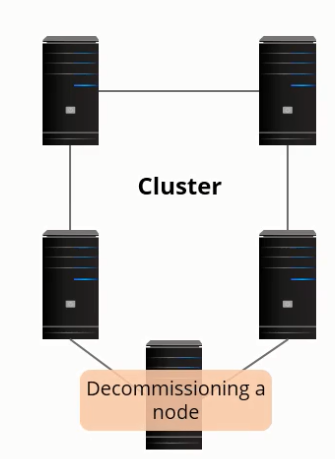 Cluster
Decommissioning a
node